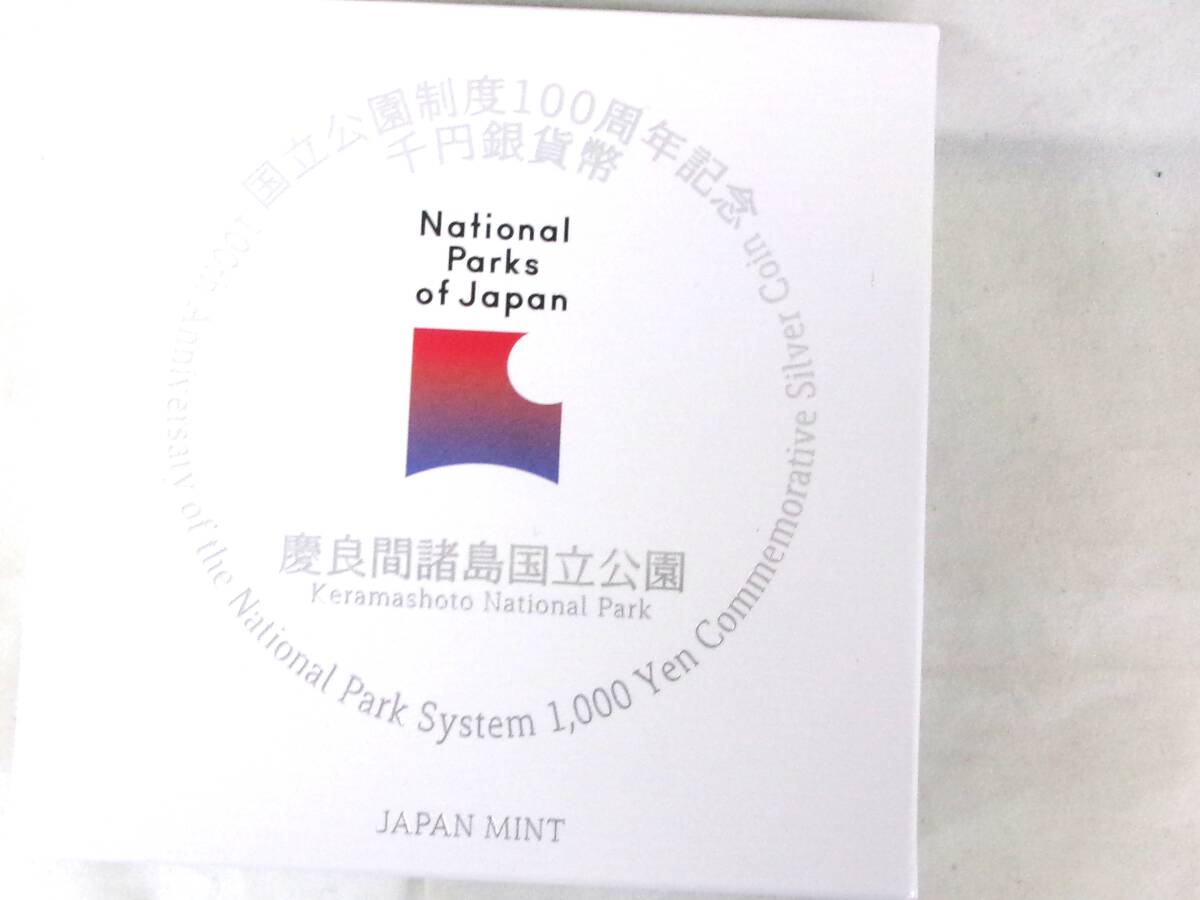 国立公園制度100周年記念
千円銀貨幣
National
Parks
of Japan
慶良間諸島国立公園
Keramashoto National Park
100th Anniversary of the National Park System 1,000 Yen Commemorative Silver Coin
JAPAN MINT